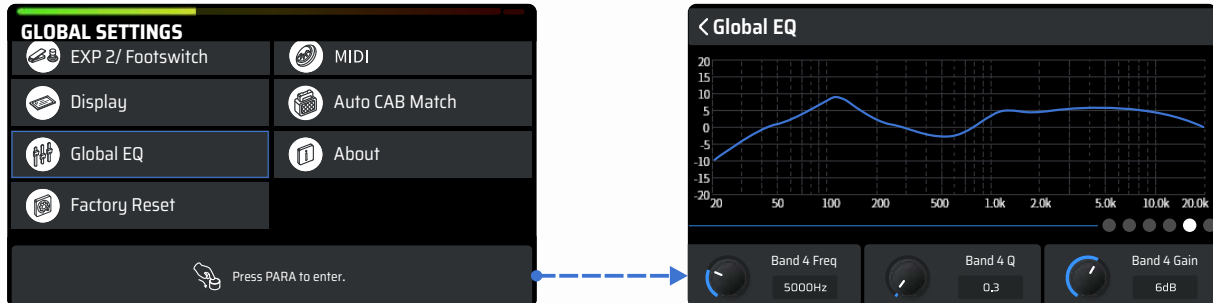 GLOBAL SETTINGS
EXP 2/ Footswitch
MIDI
Display
Auto CAB Match
Global EQ
About
Factory Reset
Press PARA to enter.
Global EQ
20
15
10
5
0
-5
-10
-15
-20
20 50 100 200 500 1.0k 2.0k 5.0k 10.0k 20.0k
Band 4 Freq
5000Hz
Band 4 Q
0.3
Band 4 Gain
6dB